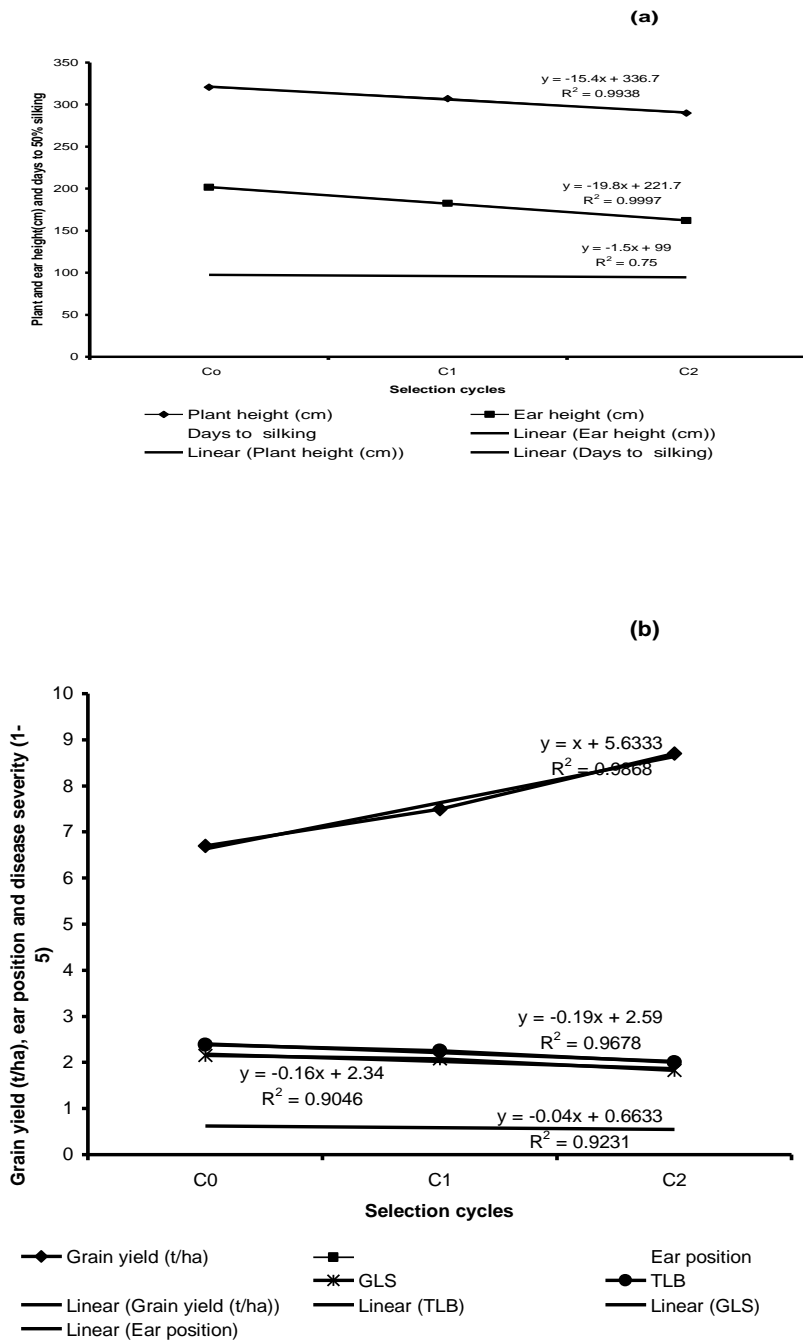 (a)
350
300
250
200
150
100
50
0
Plant and ear height(cm) and days to 50% silking
y = -15.4x + 336.7
R² = 0.9938
y = -19.8x + 221.7
R² = 0.9997
y = -1.5x + 99
R² = 0.75
Co C1 C2
Selection cycles
Plant height (cm) Ear height (cm)
Days to silking Linear (Ear height (cm))
Linear (Plant height (cm)) Linear (Days to silking)
(b)
10
9
8
7
6
5
4
3
2
1
0
Grain yield (t/ha), ear position and disease severity (1-
5)
y = x + 5.6333
R² = 0.9868
y = -0.19x + 2.59
R² = 0.9678
y = -0.16x + 2.34
R² = 0.9046
y = -0.04x + 0.6633
R² = 0.9231
C0 C1 C2
Selection cycles
Grain yield (t/ha) Ear position
GLS TLB
Linear (Grain yield (t/ha)) Linear (TLB) Linear (GLS)
Linear (Ear position)